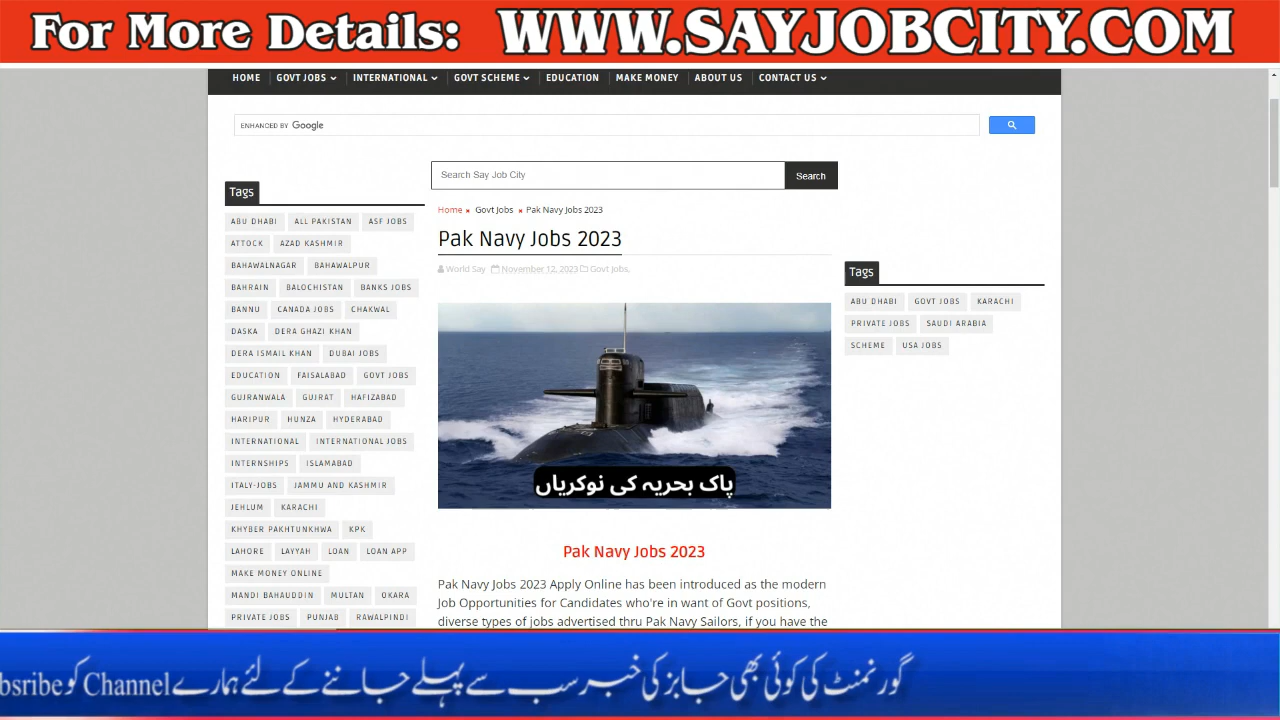 For More Details: WWW.SAYJOBCITY.COM
HOME GOVT JOBS INTERNATIONAL GOVT SCHEME EDUCATION MAKE MONEY ABOUT US CONTACT US
ENHANCED BY Google
Search Say Job City Search
Tags
ABU DHABI ALL PAKISTAN ASF JOBS
ATTOCK AZAD KASHMIR
BAHAWALNAGAR BAHAWALPUR
BAHRAIN BALOCHISTAN BANKS JOBS
BANNU CANADA JOBS CHAKWAL
DASKA DERA GHAZI KHAN
DERA ISMAIL KHAN DUBAI JOBS
EDUCATION FAISALABAD GOVT JOBS
GUJRANWALA GUJRAT HAFIZABAD
HARIPUR HUNZA HYDERABAD
INTERNATIONAL INTERNATIONAL JOBS
INTERNSHIPS ISLAMABAD
ITALY-JOBS JAMMU AND KASHMIR
JEHLUM KARACHI
KHYBER PAKHTUNKHWA KPK
LAHORE LAYYAH LOAN LOAN APP
MAKE MONEY ONLINE
MANDI BAHAUDDIN MULTAN OKARA
PRIVATE JOBS PUNJAB RAWALPINDI
Home Govt Jobs Pak Navy Jobs 2023
Pak Navy Jobs 2023
World Say November 12, 2023 Govt Jobs,
پاک بحریہ کی نوکریاں
Pak Navy Jobs 2023
Pak Navy Jobs 2023 Apply Online has been introduced as the modern
Job Opportunities for Candidates who're in want of Govt positions,
diverse types of jobs advertised thru Pak Navy Sailors, if you have the
Tags
ABU DHABI GOVT JOBS KARACHI
PRIVATE JOBS SAUDI ARABIA
SCHEME USA JOBS
گورنمنٹ کی کوئی بھی جابز کی خبر سب سے پہلے جاننے کے لئے ہمارے Channel کو bsribe